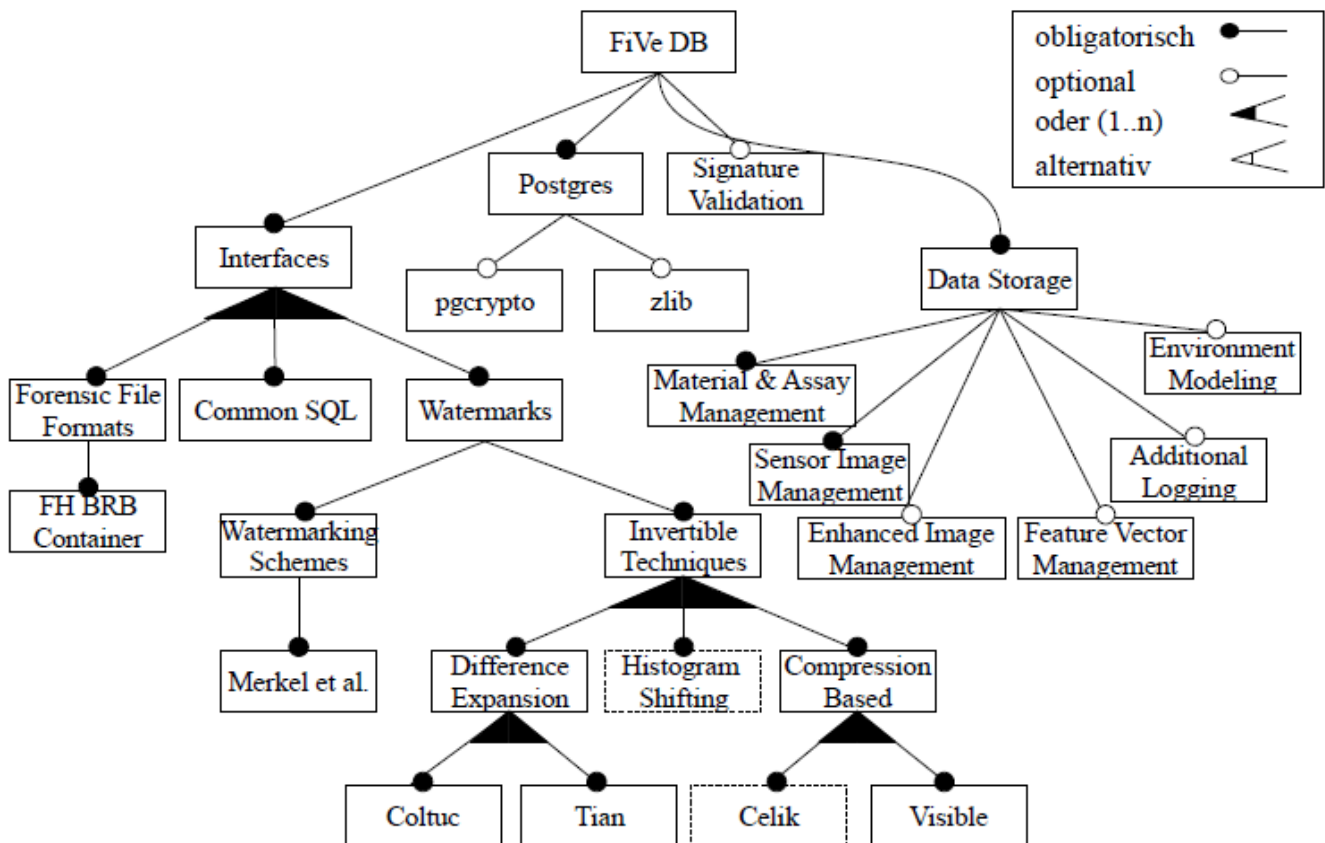 FiVe DB
obligatorisch
optional
oder (1..n)
alternativ
Postgres
Signature
Validation
Interfaces
pgcrypto
zlib
Data Storage
Forensic File
Formats
Common SQL
Watermarks
Material & Assay
Management
Environment
Modeling
Sensor Image
Management
Additional
Logging
FH BRB
Container
Watermarking
Schemes
Invertible
Techniques
Enhanced Image
Management
Feature Vector
Management
Merkel et al.
Difference
Expansion
Histogram
Shifting
Compression
Based
Coltuc
Tian
Celik
Visible